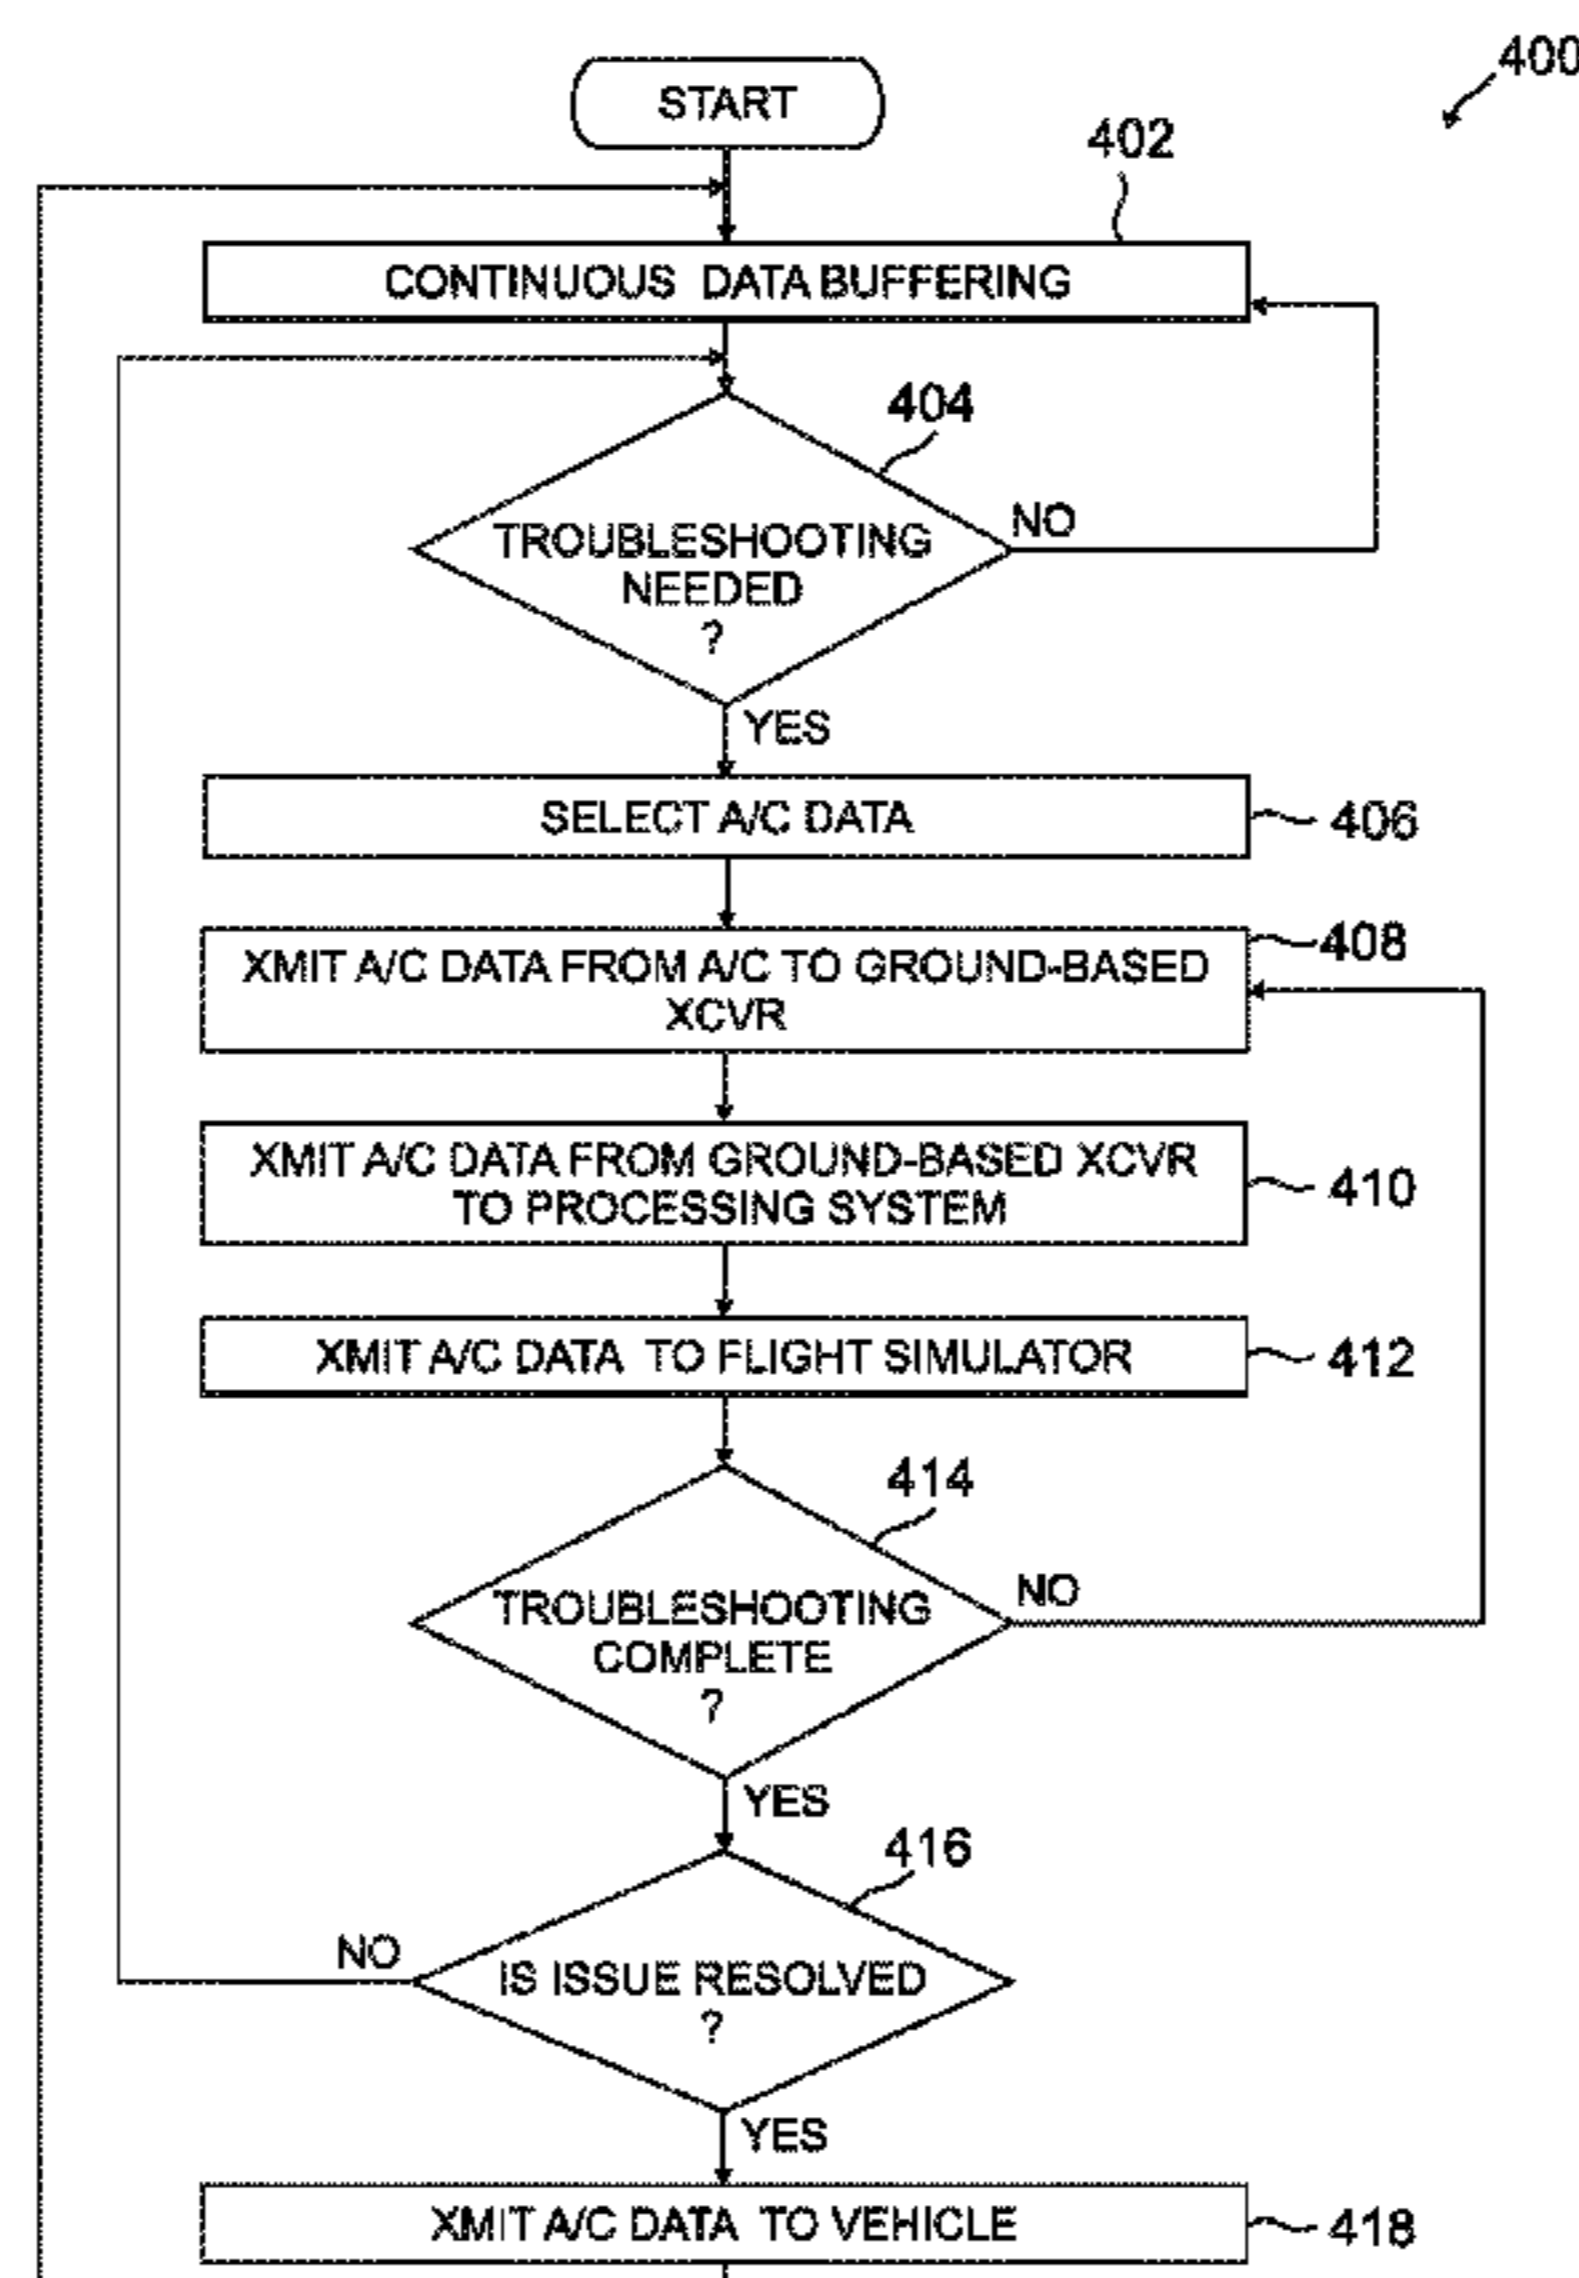 400
START
402
CONTINUOUS DATA BUFFERING
404
TROUBLESHOOTING
NEEDED
?
NO
YES
SELECT A/C DATA
406
XMIT A/C DATA FROM A/C TO GROUND-BASED
XCVR
408
XMIT A/C DATA FROM GROUND-BASED XCVR
TO PROCESSING SYSTEM
410
XMIT A/C DATA TO FLIGHT SIMULATOR
412
414
TROUBLESHOOTING
COMPLETE
?
NO
YES
416
NO
IS ISSUE RESOLVED
?
YES
XMIT A/C DATA TO VEHICLE
418